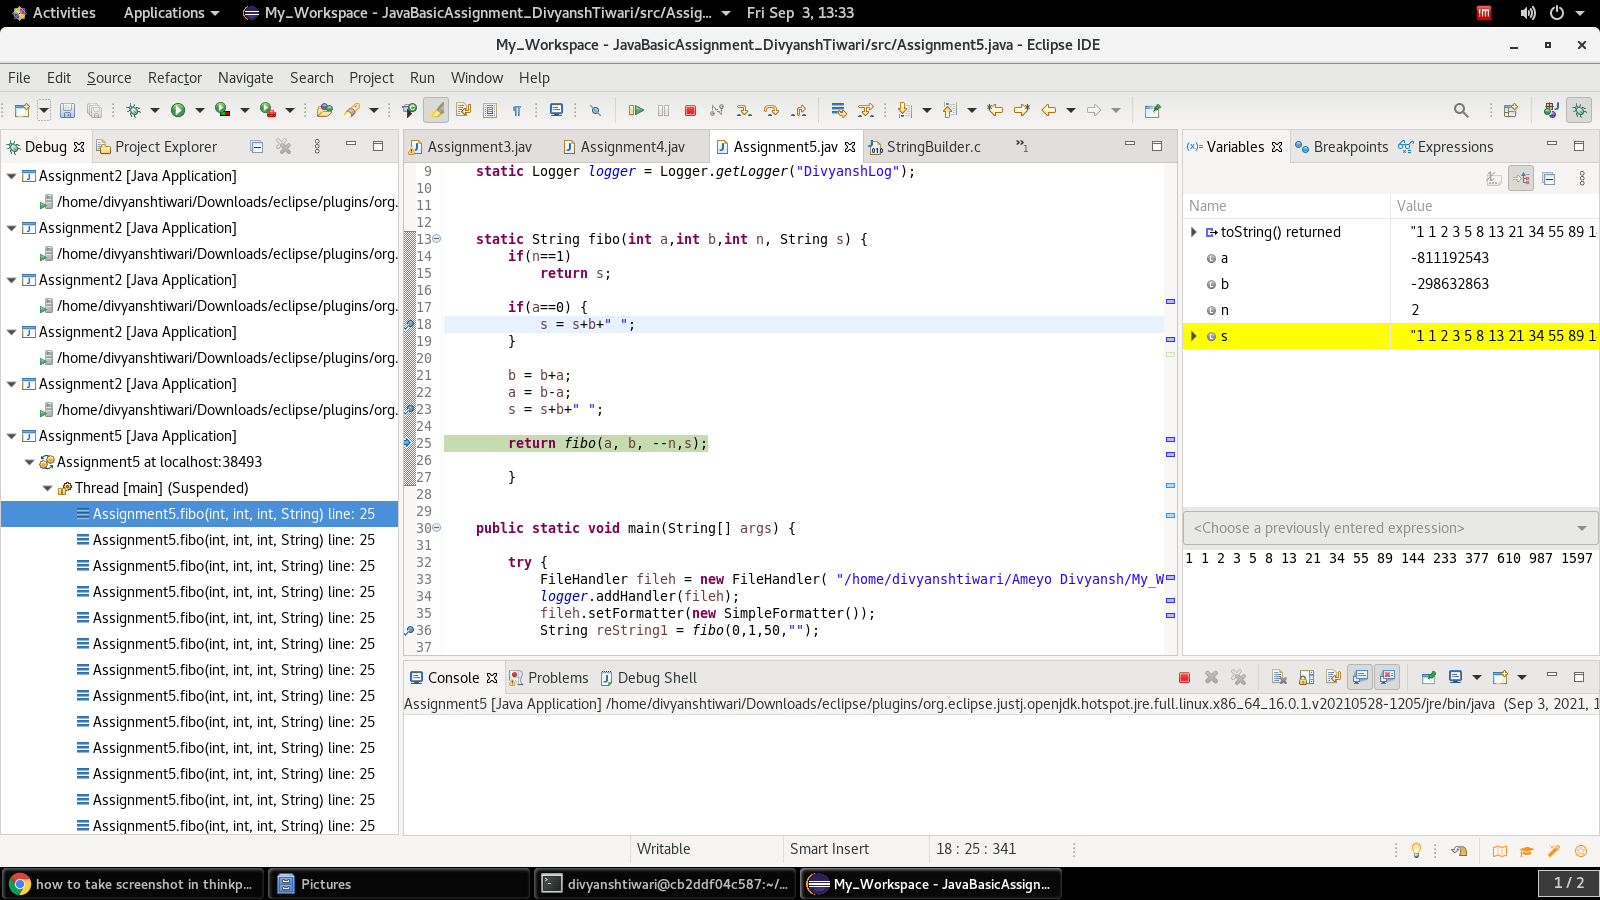 Activities Applications My_Workspace - JavaBasicAssignment_DivyanshTiwari/src/Assig... Fri Sep 3, 13:33
My_Workspace - JavaBasicAssignment_DivyanshTiwari/src/Assignment5.java - Eclipse IDE
File Edit Source Refactor Navigate Search Project Run Window Help
Debug Project Explorer
Assignment2 [Java Application]
/home/divyanshtiwari/Downloads/eclipse/plugins/org.
Assignment2 [Java Application]
/home/divyanshtiwari/Downloads/eclipse/plugins/org.
Assignment2 [Java Application]
/home/divyanshtiwari/Downloads/eclipse/plugins/org.
Assignment2 [Java Application]
/home/divyanshtiwari/Downloads/eclipse/plugins/org.
Assignment2 [Java Application]
/home/divyanshtiwari/Downloads/eclipse/plugins/org.
Assignment5 [Java Application]
Assignment5 at localhost:38493
Thread [main] (Suspended)
Assignment5.fibo(int, int, int, String) line: 25
Assignment5.fibo(int, int, int, String) line: 25
Assignment5.fibo(int, int, int, String) line: 25
Assignment5.fibo(int, int, int, String) line: 25
Assignment5.fibo(int, int, int, String) line: 25
Assignment5.fibo(int, int, int, String) line: 25
Assignment5.fibo(int, int, int, String) line: 25
Assignment5.fibo(int, int, int, String) line: 25
Assignment5.fibo(int, int, int, String) line: 25
Assignment5.fibo(int, int, int, String) line: 25
Assignment5.fibo(int, int, int, String) line: 25
Assignment5.fibo(int, int, int, String) line: 25
Assignment5.fibo(int, int, int, String) line: 25
Assignment3.jav Assignment4.jav Assignment5.jav StringBuilder.c »1
9 static Logger logger = Logger.getLogger("DivyanshLog");
10
11
12
13 static String fibo(int a,int b,int n, String s) {
14 if(n==1)
15 return s;
16
17 if(a==0) {
18 s = s+b+" ";
19 }
20
21 b = b+a;
22 a = b-a;
23 s = s+b+" ";
24
25 return fibo(a, b, --n,s);
26
27 }
28
29
30 public static void main(String[] args) {
31
32 try {
33 FileHandler fileh = new FileHandler( "/home/divyanshtiwari/Ameyo Divyansh/My_W
34 logger.addHandler(fileh);
35 fileh.setFormatter(new SimpleFormatter());
36 String reString1 = fibo(0,1,50,"");
37
Variables Breakpoints Expressions
Name Value
toString() returned "1 1 2 3 5 8 13 21 34 55 89 1
a -811192543
b -298632863
n 2
s "1 1 2 3 5 8 13 21 34 55 89 1
<Choose a previously entered expression>
1 1 2 3 5 8 13 21 34 55 89 144 233 377 610 987 1597
Console Problems Debug Shell
Assignment5 [Java Application] /home/divyanshtiwari/Downloads/eclipse/plugins/org.eclipse.justj.openjdk.hotspot.jre.full.linux.x86_64_16.0.1.v20210528-1205/jre/bin/java (Sep 3, 2021, 1
Writable Smart Insert 18 : 25 : 341
how to take screenshot in thinkp... Pictures divyanshtiwari@cb2ddf04c587:~/... My_Workspace - JavaBasicAssign... 1 / 2